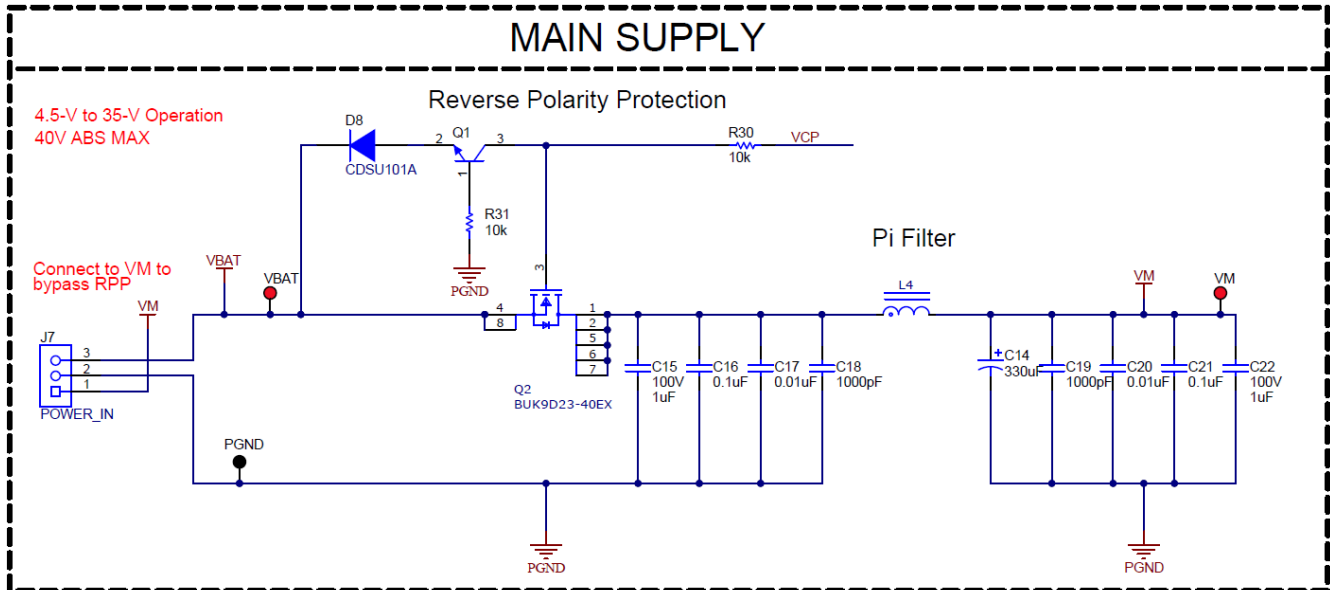 MAIN SUPPLY
4.5-V to 35-V Operation
40V ABS MAX
Reverse Polarity Protection
D8
CDSU101A
2
Q1
3
1
R30
10k
VCP
R31
10k
PGND
Pi Filter
Connect to VM to
bypass RPP
VBAT
VBAT
VM
J7
3
2
1
POWER_IN
PGND
3
4
8
1
2
5
6
7
Q2
BUK9D23-40EX
C15
100V
1uF
C16
0.1uF
C17
0.01uF
C18
1000pF
L4
VM
VM
+
C14
330uF
C19
1000pF
C20
0.01uF
C21
0.1uF
C22
100V
1uF
PGND
PGND